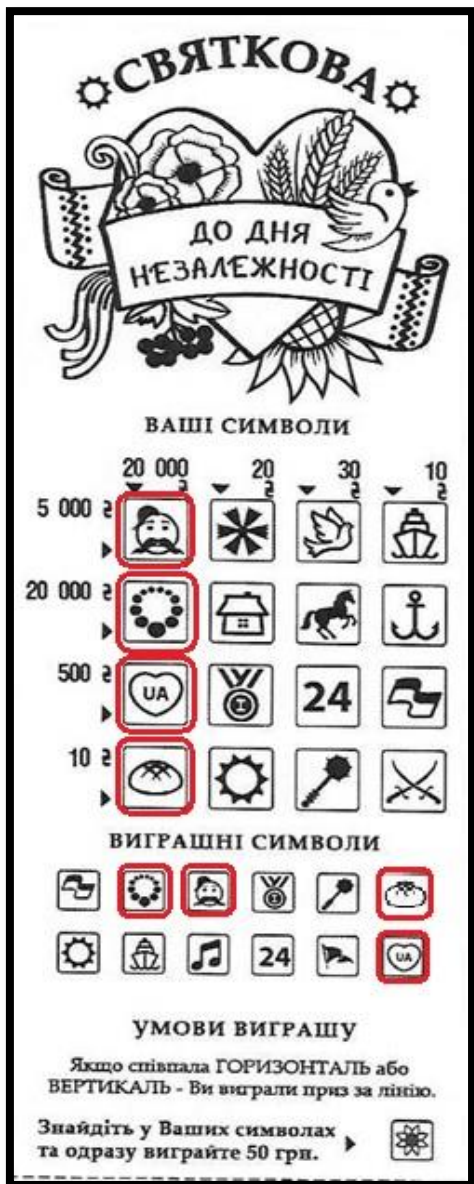 СВЯТКОВА
ДО ДНЯ
НЕЗАЛЕЖНОСТІ
ВАШІ СИМВОЛИ
20 000 ₴ 20 ₴ 30 ₴ 10 ₴
5 000 ₴
20 000 ₴
500 ₴
UA 24
10 ₴
ВИГРАШНІ СИМВОЛИ
24 UA
УМОВИ ВИГРАШУ
Якщо співпала ГОРИЗОНТАЛЬ або
ВЕРТИКАЛЬ - Ви виграли приз за лінію.
Знайдіть у Ваших символах
та одразу виграйте 50 грн.